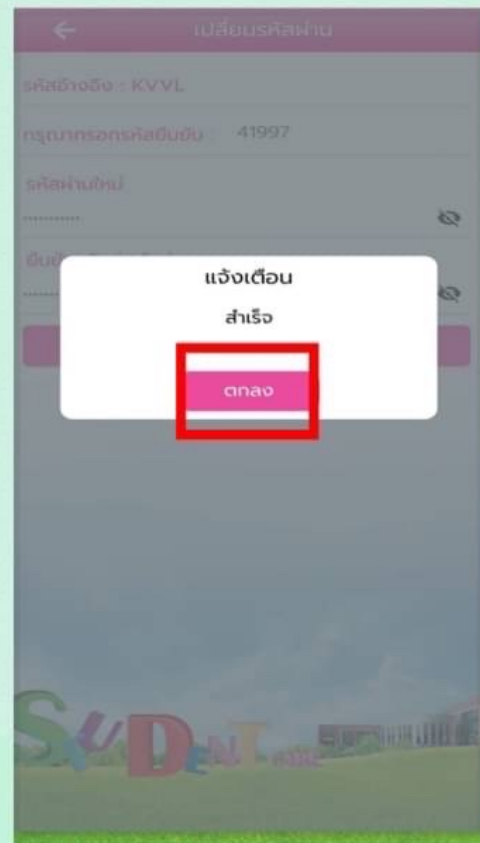 เปลี่ยนรหัสผ่าน
รหัสอ้างอิง : KVVL
กรุณากรอกรหัสยืนยัน : 41997
รหัสผ่านใหม่
แจ้งเตือน
สำเร็จ
ตกลง
STUDENT